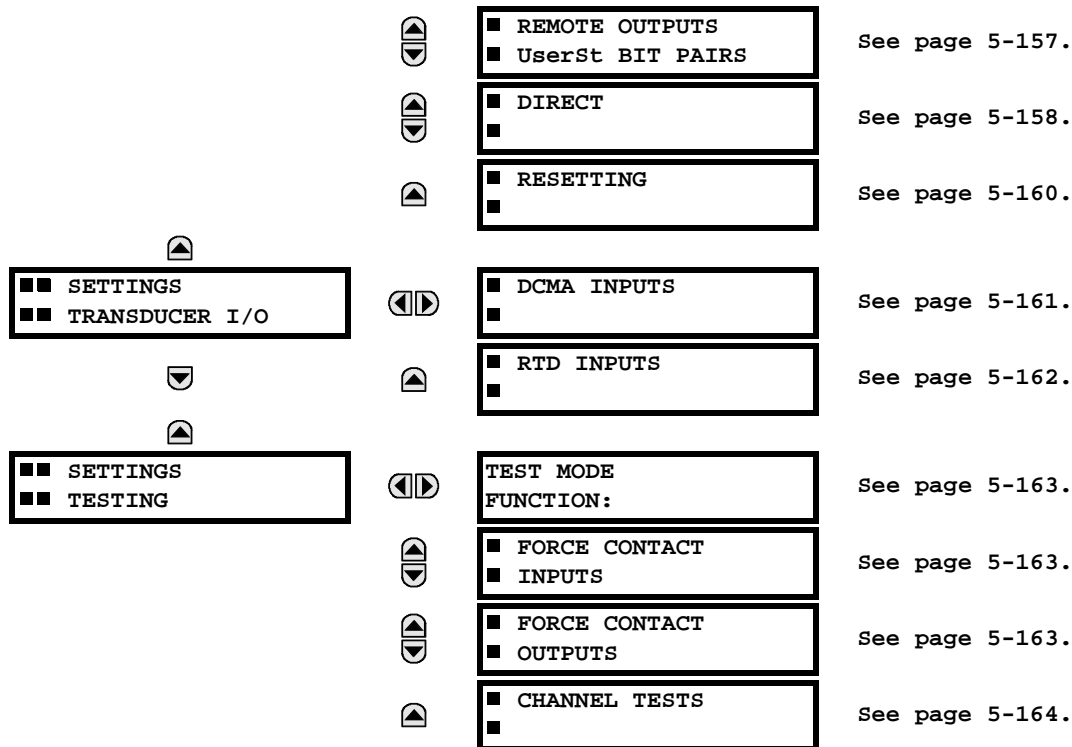 REMOTE OUTPUTS
UserSt BIT PAIRS
See page 5-157.
DIRECT
See page 5-158.
RESETTING
See page 5-160.
SETTINGS
TRANSDUCER I/O
DCMA INPUTS
See page 5-161.
RTD INPUTS
See page 5-162.
SETTINGS
TESTING
TEST MODE
FUNCTION:
See page 5-163.
FORCE CONTACT
INPUTS
See page 5-163.
FORCE CONTACT
OUTPUTS
See page 5-163.
CHANNEL TESTS
See page 5-164.